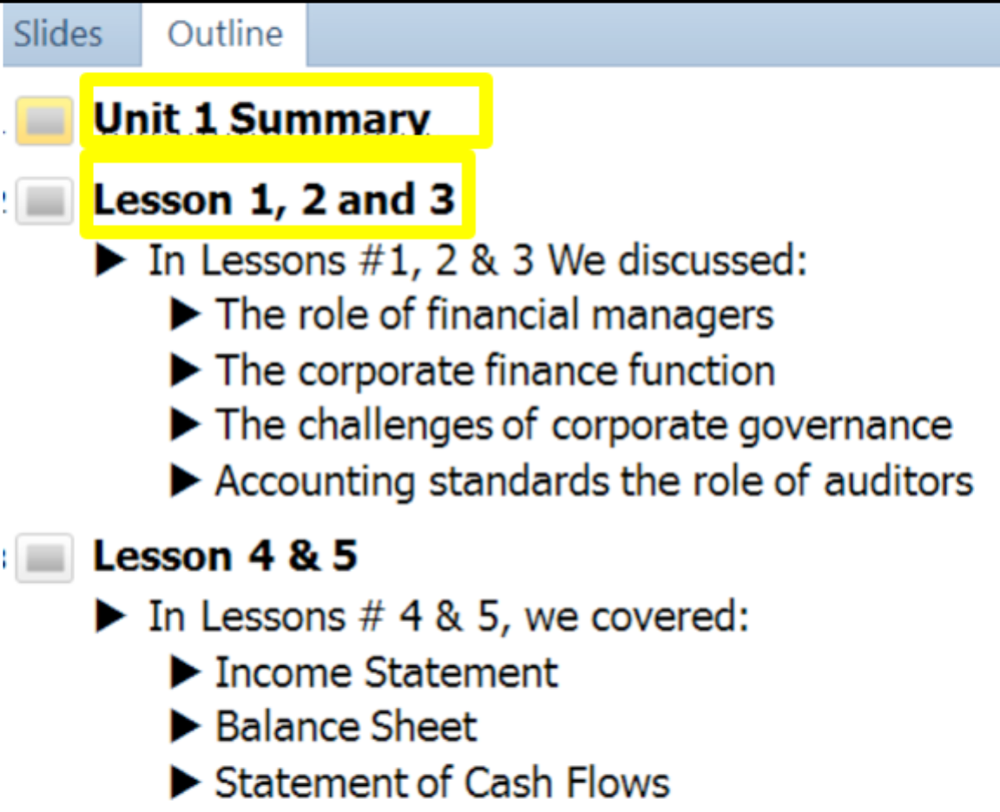 Slides Outline
Unit 1 Summary
Lesson 1, 2 and 3
▶ In Lessons #1, 2 & 3 We discussed:
▶ The role of financial managers
▶ The corporate finance function
▶ The challenges of corporate governance
▶ Accounting standards the role of auditors
Lesson 4 & 5
▶ In Lessons # 4 & 5, we covered:
▶ Income Statement
▶ Balance Sheet
▶ Statement of Cash Flows